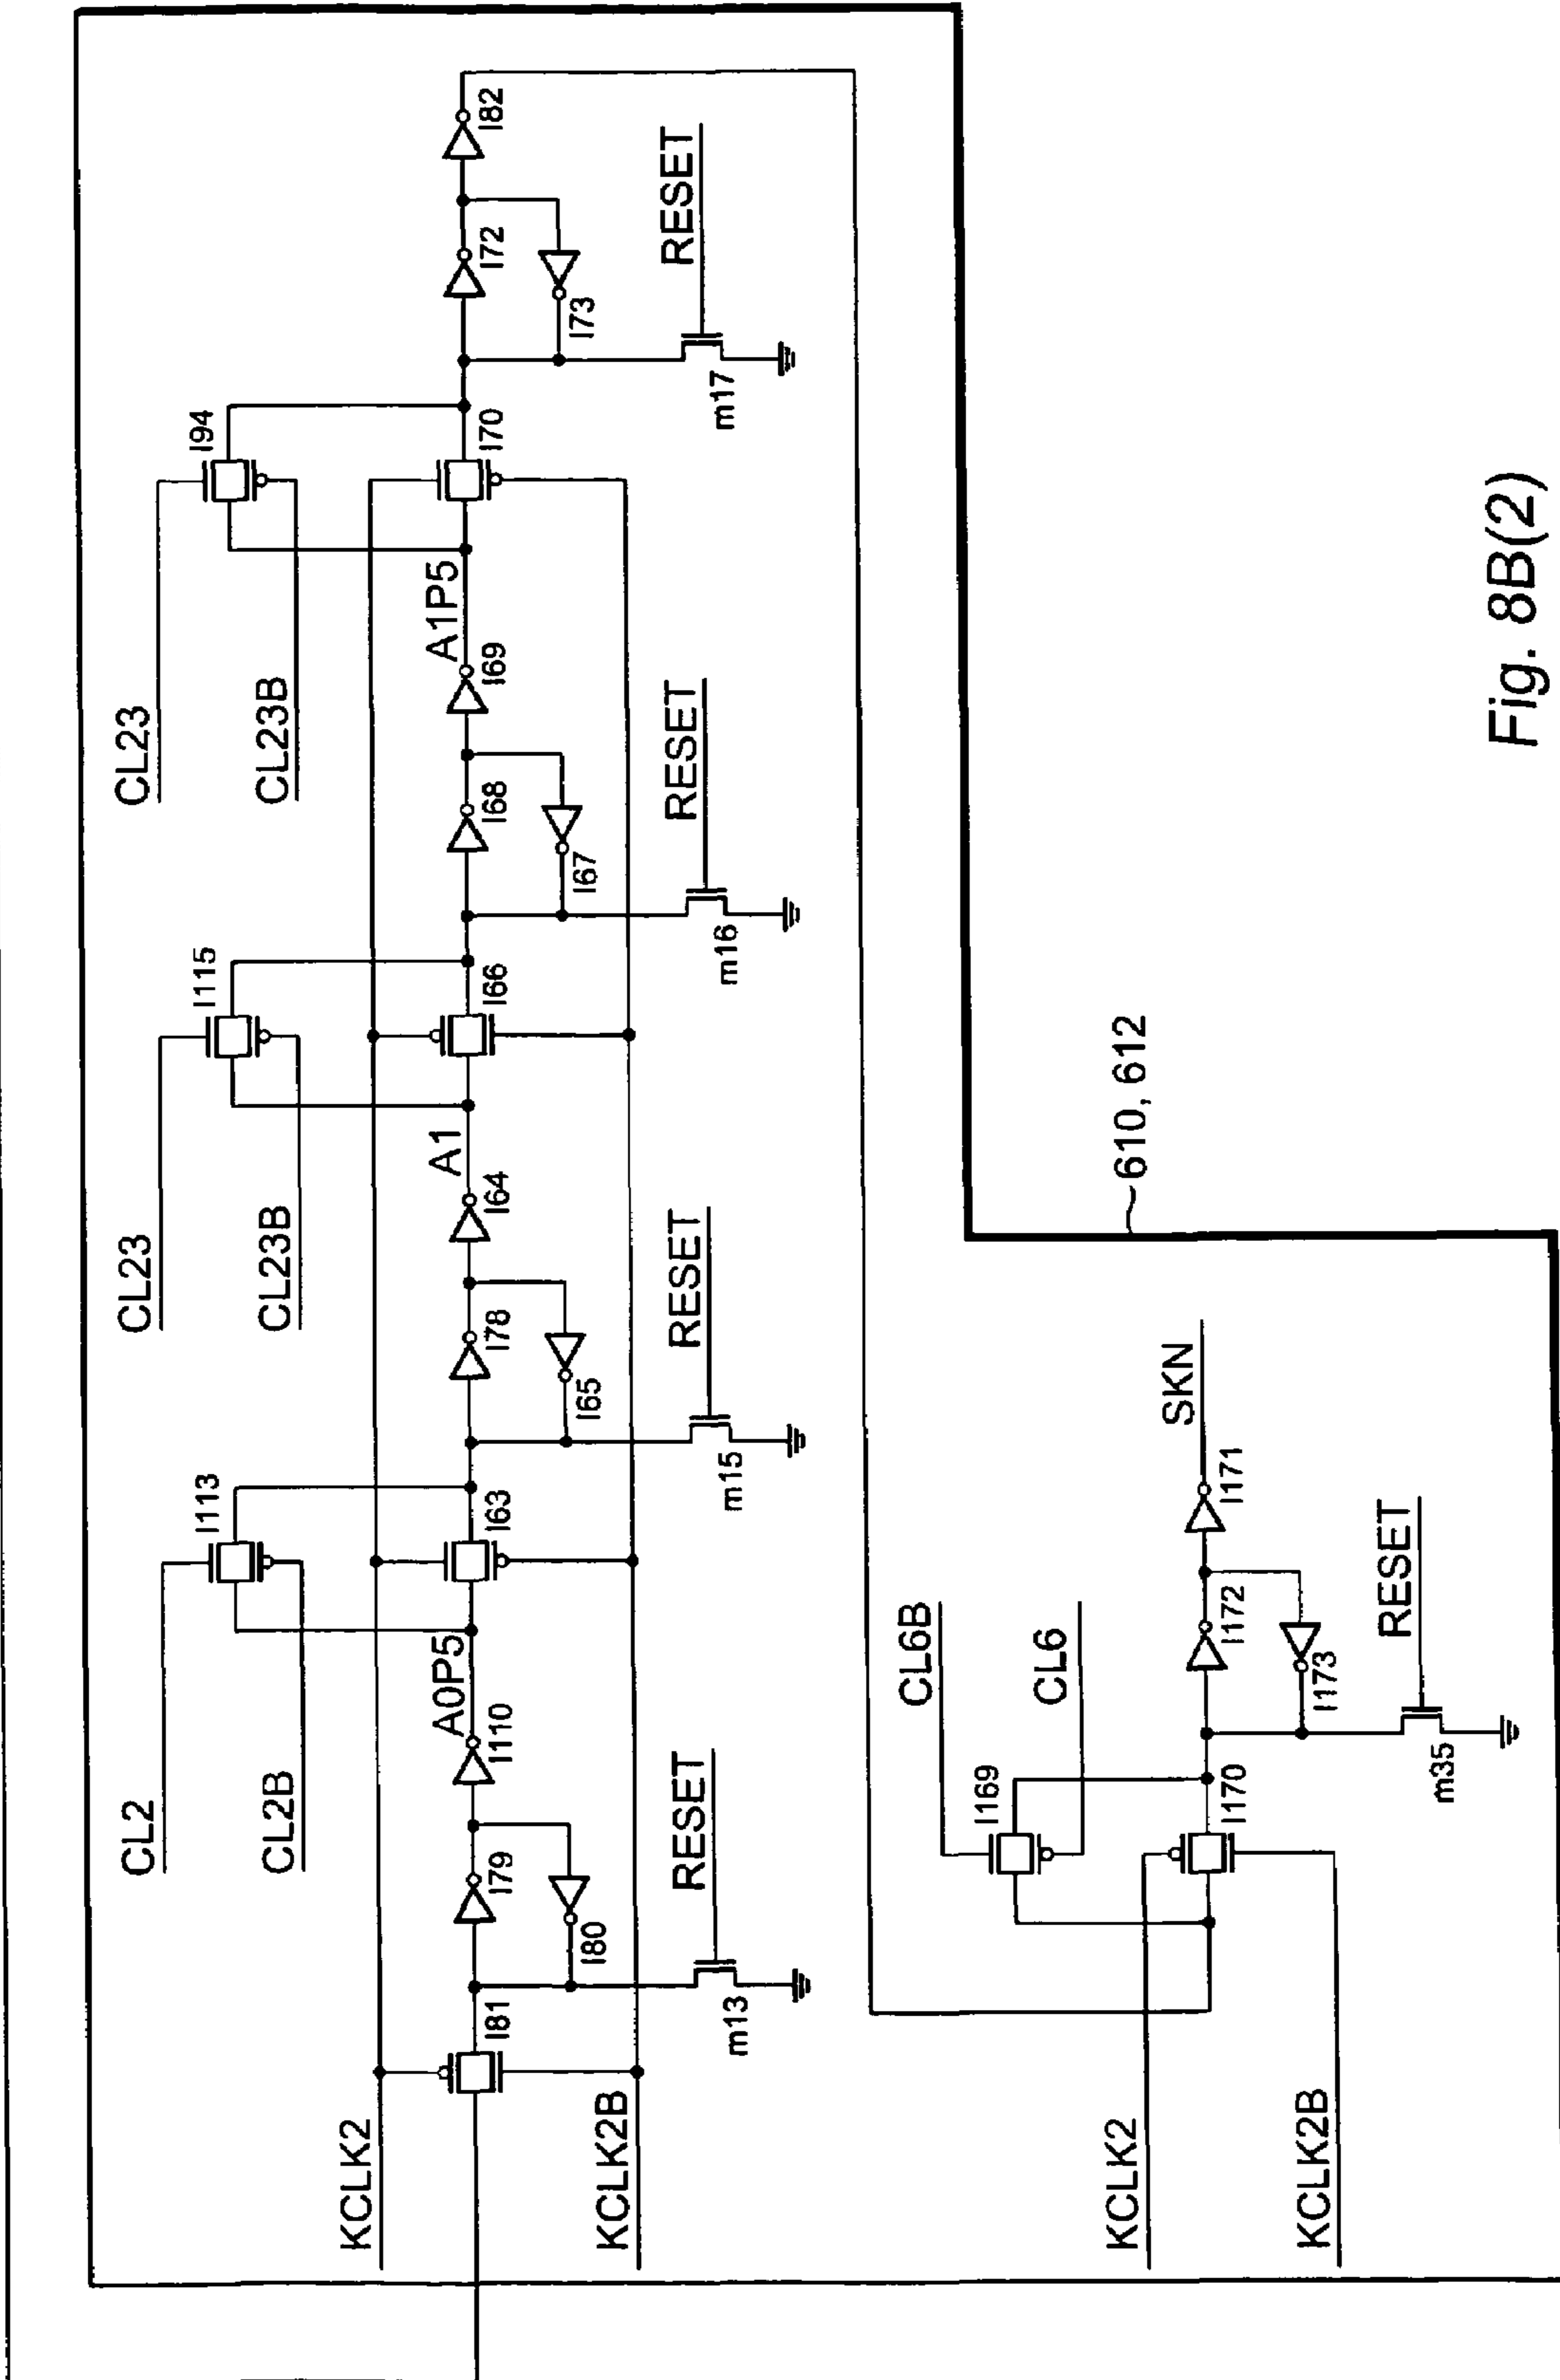 CL2
CL2B
I113
CL23
CL23B
I115
CL23
CL23B
I94
KCLK2
KCLK2B
I81
I79
I80
I110
A0P5
I63
I78
I65
I64
A1
I66
I68
I67
I69
A1P5
I70
I72
I73
I82
m13
RESET
m15
RESET
m16
RESET
m17
RESET
CL6B
CL6
I169
KCLK2
KCLK2B
I170
I172
I173
I171
SKN
m35
RESET
610, 612
Fig. 8B(2)